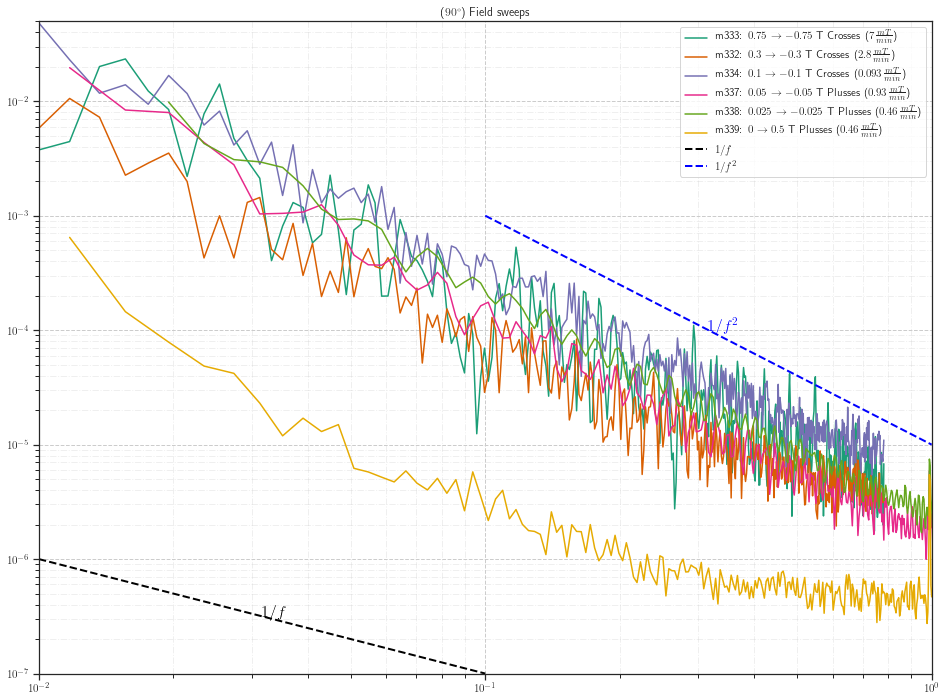 (90°) Field sweeps
m333: 0.75 → −0.75 T Crosses (7 mT/min)
m332: 0.3 → −0.3 T Crosses (2.8 mT/min)
m334: 0.1 → −0.1 T Crosses (0.093 mT/min)
m337: 0.05 → −0.05 T Plusses (0.93 mT/min)
m338: 0.025 → −0.025 T Plusses (0.46 mT/min)
m339: 0 → 0.5 T Plusses (0.46 mT/min)
1/f
1/f²
10⁻²
10⁻³
10⁻⁴
1/f²
10⁻⁵
10⁻⁶
1/f
10⁻⁷
10⁻² 10⁻¹ 10⁰